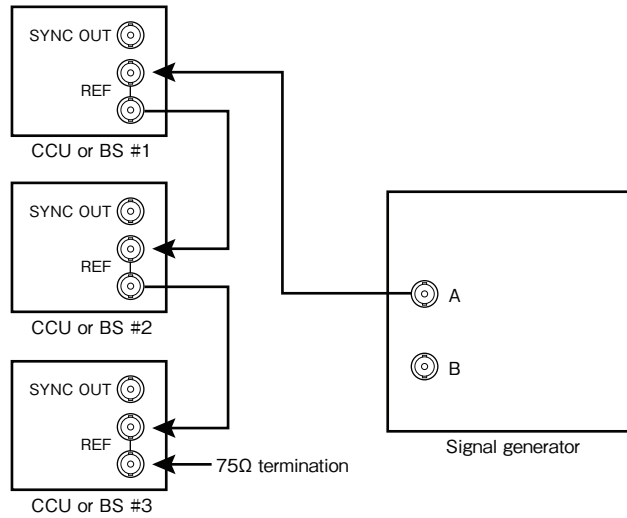 SYNC OUT
REF
CCU or BS #1
SYNC OUT
REF
CCU or BS #2
SYNC OUT
REF
75Ω termination
CCU or BS #3
A
B
Signal generator